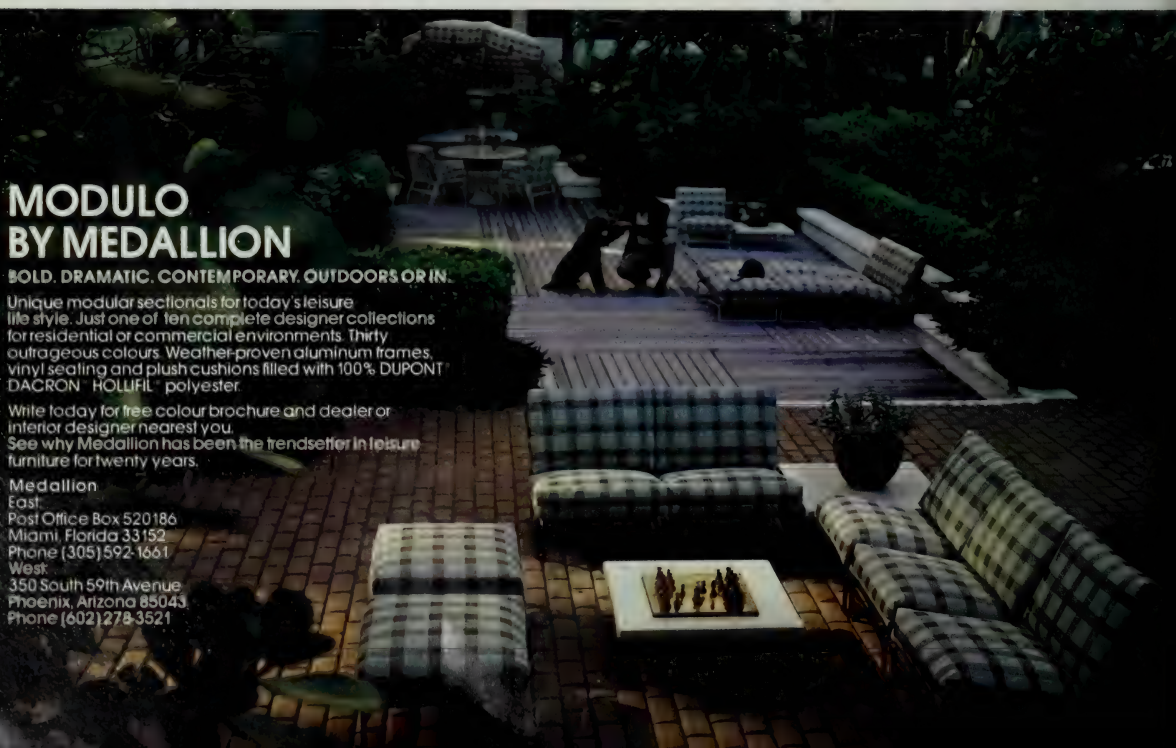 MODULO
BY MEDALLION
BOLD. DRAMATIC. CONTEMPORARY. OUTDOORS OR IN.
Unique modular sectionals for today's leisure
life style. Just one of ten complete designer collections
for residential or commercial environments. Thirty
outrageous colours. Weather-proven aluminum frames,
vinyl seating and plush cushions filled with 100% DUPONT®
DACRON® HOLLIFIL® polyester.
Write today for free colour brochure and dealer or
interior designer nearest you.
See why Medallion has been the trendsetter in leisure
furniture for twenty years.
Medallion
East:
Post Office Box 520186
Miami, Florida 33152
Phone (305) 592-1661
West:
350 South 59th Avenue
Phoenix, Arizona 85043
Phone (602) 278-3521